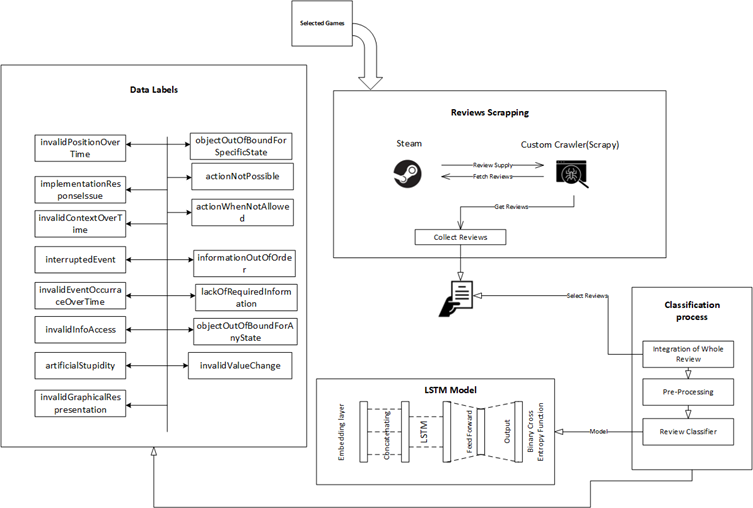 Selected Games
Data Labels
invalidPositionOver
Time
objectOutOfBoundFor
SpecificState
implementationRes
ponseIssue
actionNotPossible
invalidContextOverT
ime
actionWhenNotAllowe
d
interruptedEvent
informationOutOfOrd
er
invalidEventOccurra
nceOverTime
lackOfRequiredInform
ation
invalidInfoAccess
objectOutOfBoundForA
nyState
artificialStupidity
invalidValueChange
invalidGraphicalRes
presentation
Reviews Scrapping
Steam
Custom Crawler(Scrapy)
Review Supply
Fetch Reviews
Get Reviews
Collect Reviews
Select Reviews
Classification
process
Integration of Whole
Review
Pre-Processing
Review Classifier
Model
LSTM Model
Embedding layer
Concatenating
LSTM
Feed Forward
Output
Binary Cross
Entropy Function)